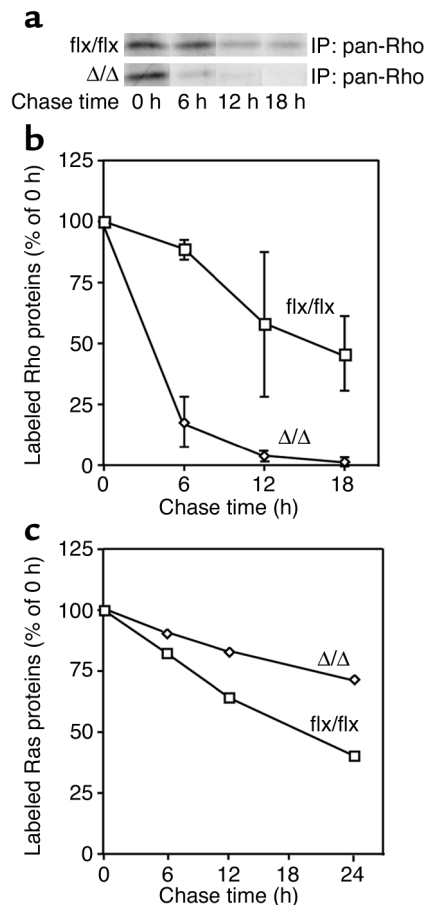 a
flx/flx IP: pan-Rho
Δ/Δ IP: pan-Rho
Chase time 0 h 6 h 12 h 18 h
b
Labeled Rho proteins (% of 0 h)
125
100
75
50
25
0
flx/flx
Δ/Δ
0 6 12 18
Chase time (h)
c
Labeled Ras proteins (% of 0 h)
125
100
75
50
25
0
Δ/Δ
flx/flx
0 6 12 18 24
Chase time (h)